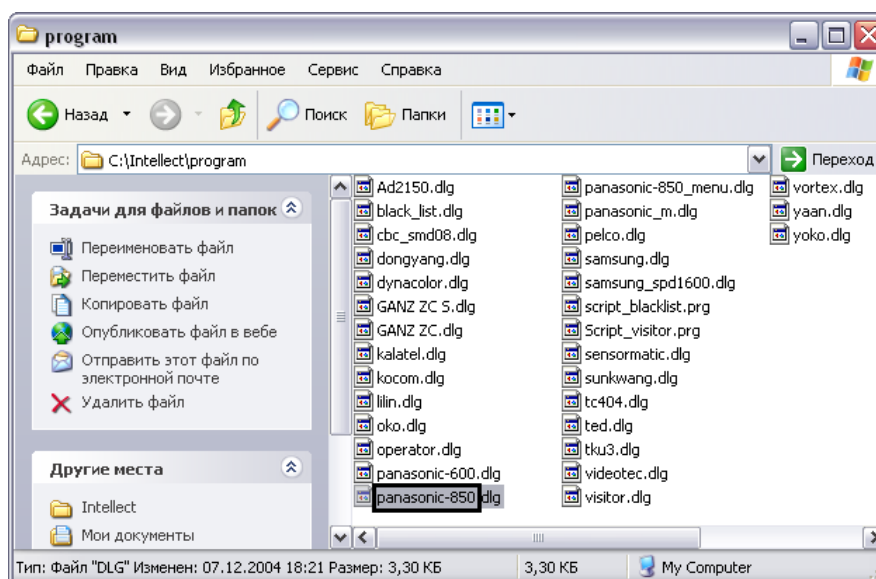 program
Файл Правка Вид Избранное Сервис Справка
Назад Поиск Папки
Адрес: C:\Intellect\program Переход
Задачи для файлов и папок
Переименовать файл
Переместить файл
Копировать файл
Опубликовать файл в вебе
Отправить этот файл по
электронной почте
Удалить файл
Другие места
Intellect
Мои документы
Ad2150.dlg
black_list.dlg
cbc_smd08.dlg
dongyang.dlg
dynacolor.dlg
GANZ ZC S.dlg
GANZ ZC.dlg
kalatel.dlg
kocom.dlg
lilin.dlg
oko.dlg
operator.dlg
panasonic-600.dlg
panasonic-850.dlg
panasonic-850_menu.dlg
panasonic_m.dlg
pelco.dlg
samsung.dlg
samsung_spd1600.dlg
script_blacklist.prg
Script_visitor.prg
sensormatic.dlg
sunkwang.dlg
tc404.dlg
ted.dlg
tku3.dlg
videotec.dlg
visitor.dlg
vortex.dlg
yaan.dlg
yoko.dlg
Тип: Файл "DLG" Изменен: 07.12.2004 18:21 Размер: 3,30 КБ 3,30 КБ My Computer